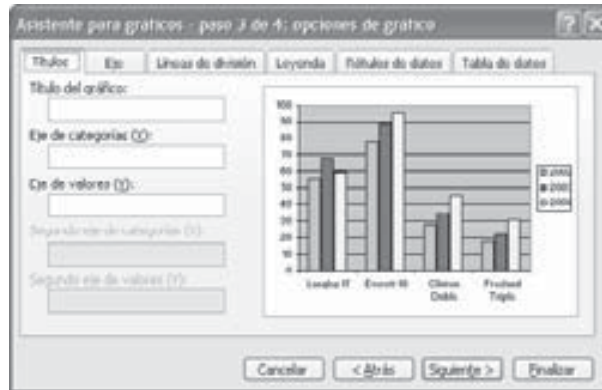 Asistente para gráficos - paso 3 de 4: opciones de gráfico
Títulos Eje Líneas de división Leyenda Rótulos de datos Tabla de datos
Título del gráfico:
Eje de categorías (X):
Eje de valores (Y):
Segundo eje de categorías (X):
Segundo eje de valores (Y):
100
90
80
70
60
50
40
30
20
10
0
Cancelar < Atrás Siguiente > Finalizar